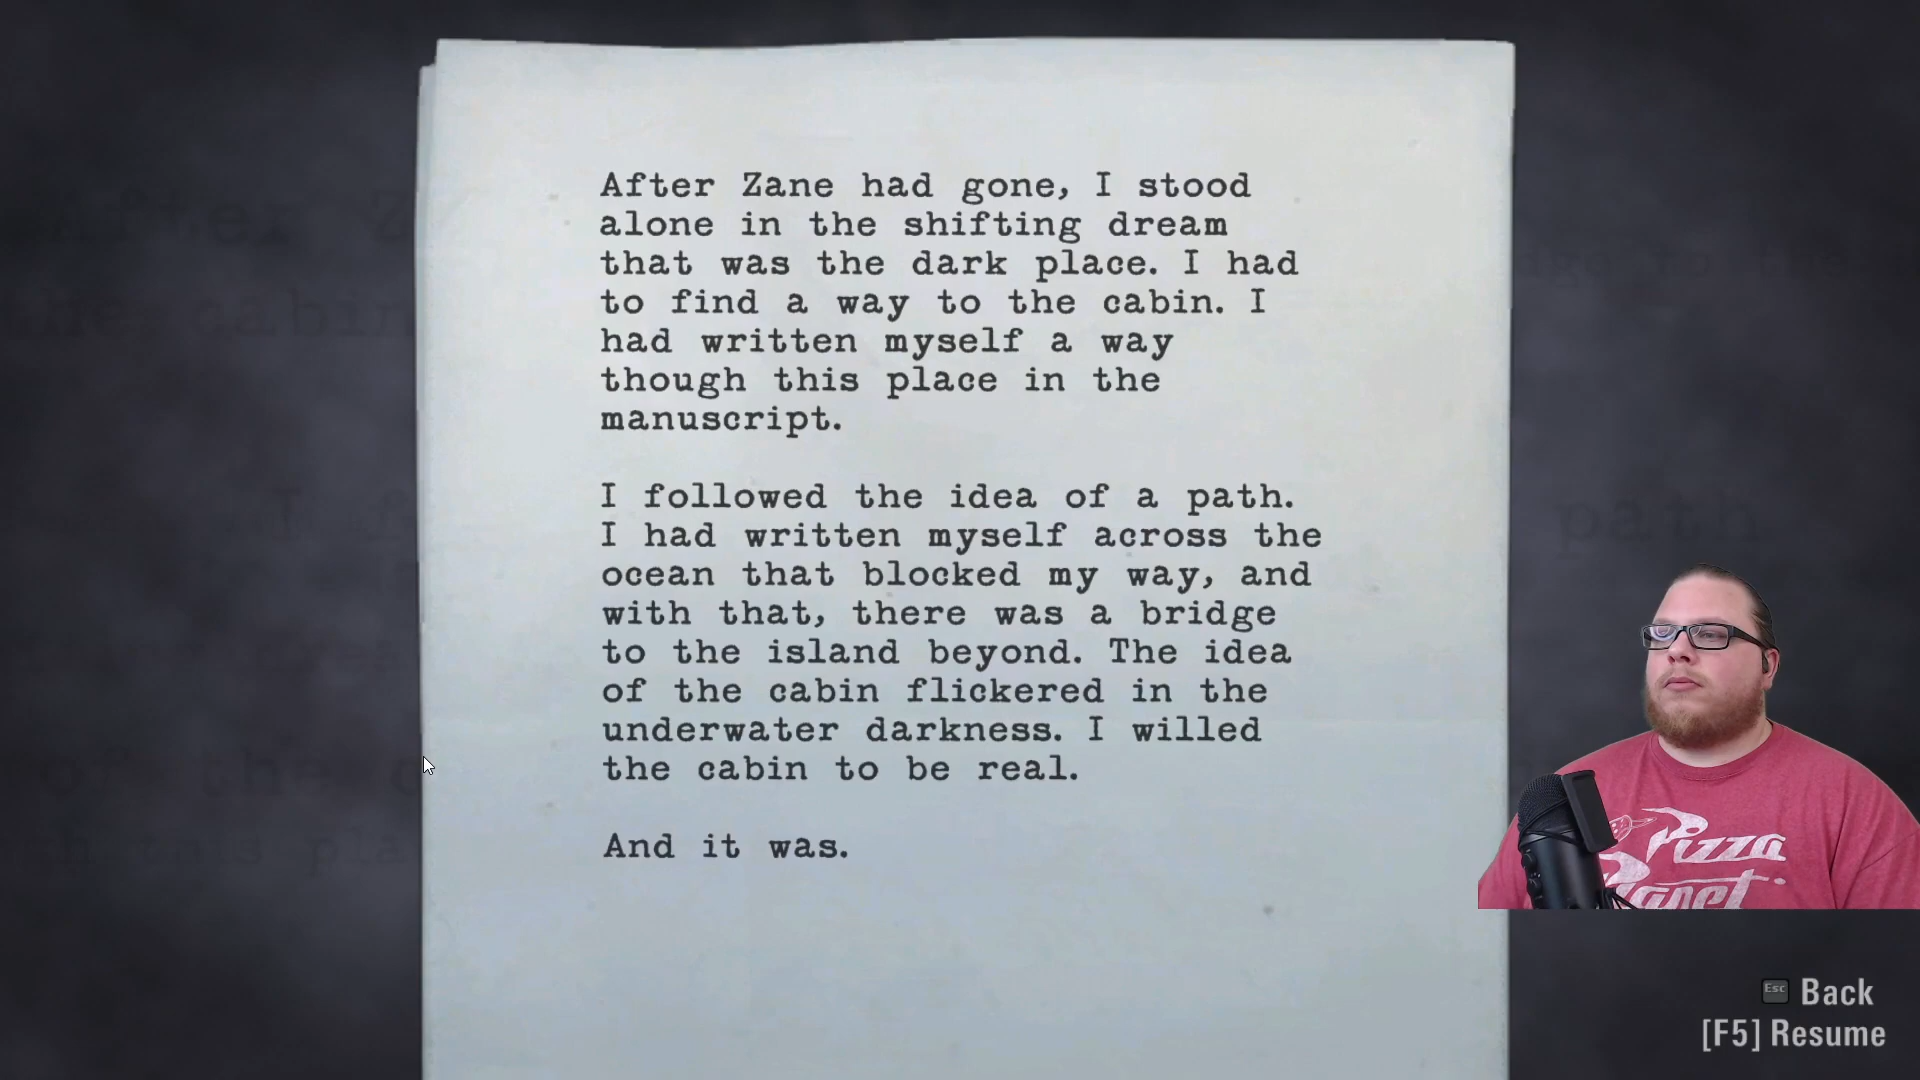 After Zane had gone, I stood
alone in the shifting dream
that was the dark place. I had
to find a way to the cabin. I
had written myself a way
though this place in the
manuscript.
I followed the idea of a path.
I had written myself across the
ocean that blocked my way, and
with that, there was a bridge
to the island beyond. The idea
of the cabin flickered in the
underwater darkness. I willed
the cabin to be real.
And it was.
Pizza
Planet
Esc Back
[F5] Resume